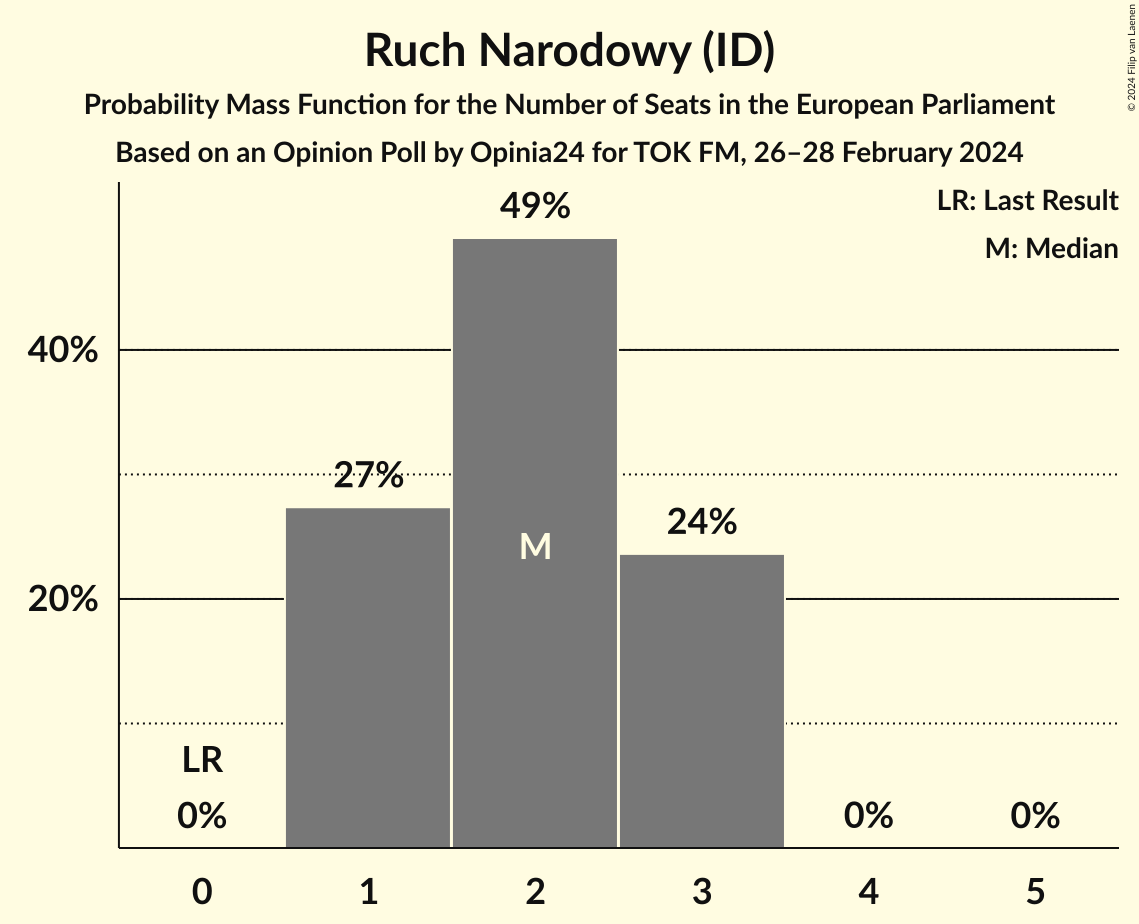 Ruch Narodowy (ID)
Probability Mass Function for the Number of Seats in the European Parliament
Based on an Opinion Poll by Opinia24 for TOK FM, 26–28 February 2024
© 2024 Filip van Laenen
LR: Last Result
M: Median
49%
40%
27%
24%
M
20%
LR
0%
0%
0%
0 1 2 3 4 5